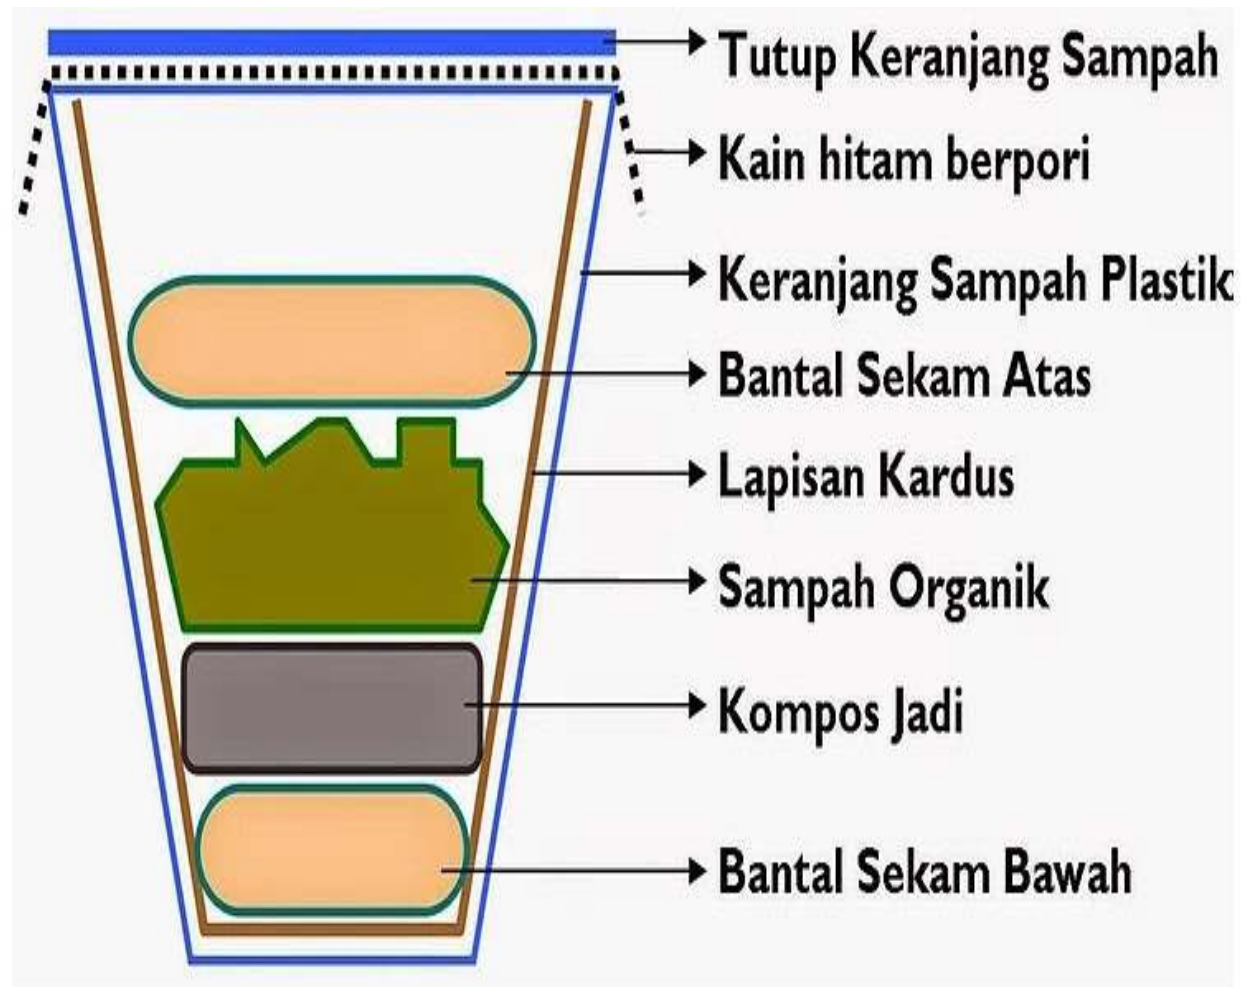 Tutup Keranjang Sampah
Kain hitam berpori
Keranjang Sampah Plastik
Bantal Sekam Atas
Lapisan Kardus
Sampah Organik
Kompos Jadi
Bantal Sekam Bawah